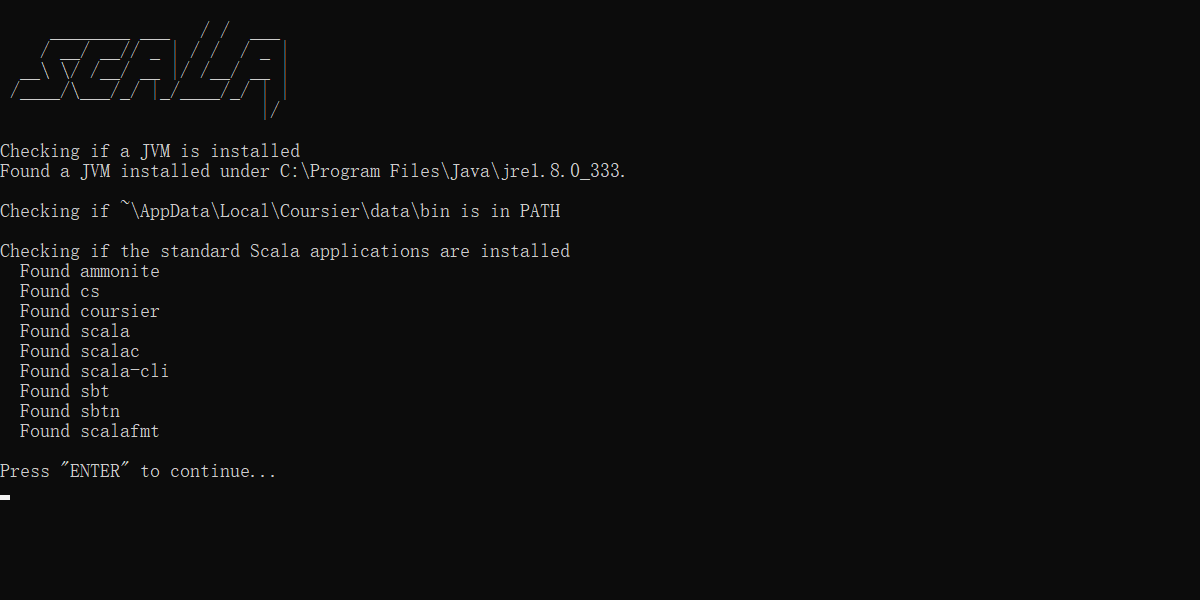 SCALA
Checking if a JVM is installed
Found a JVM installed under C:\Program Files\Java\jre1.8.0_333.
Checking if ~\AppData\Local\Coursier\data\bin is in PATH
Checking if the standard Scala applications are installed
Found ammonite
Found cs
Found coursier
Found scala
Found scalac
Found scala-cli
Found sbt
Found sbtn
Found scalafmt
Press "ENTER" to continue...